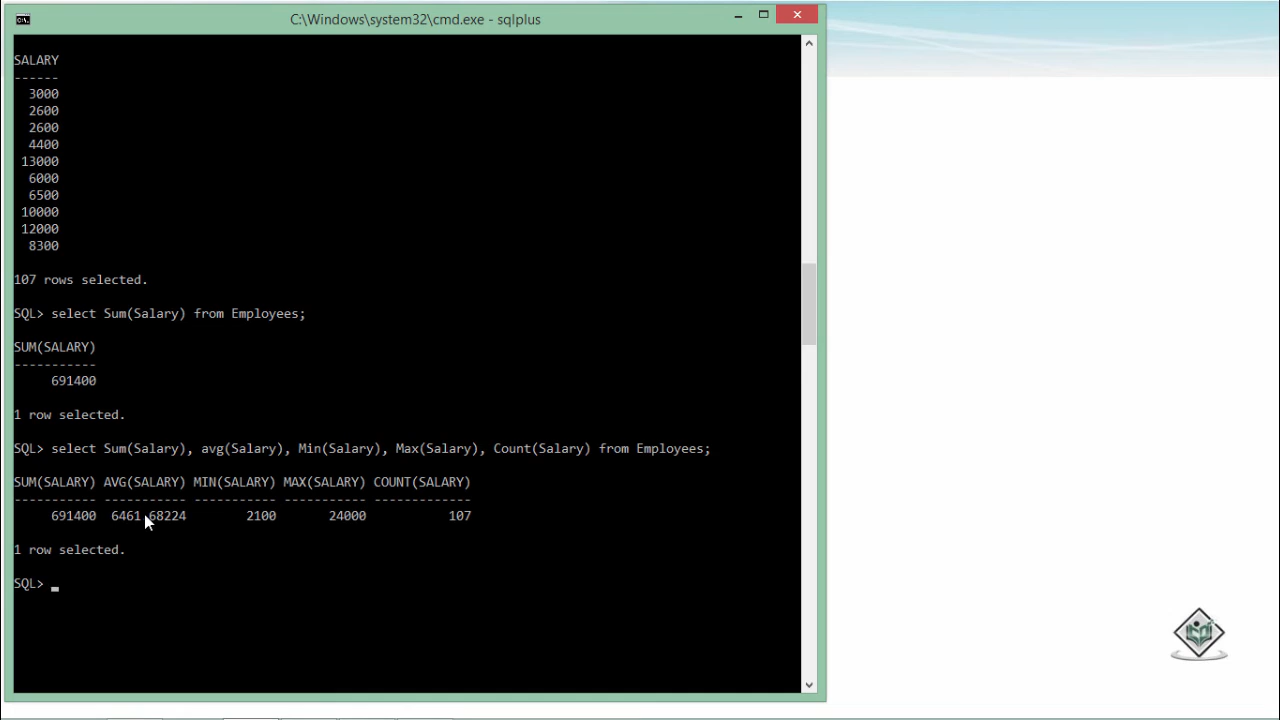 C:\Windows\system32\cmd.exe - sqlplus
SALARY
------
3000
2600
2600
4400
13000
6000
6500
10000
12000
8300
107 rows selected.
SQL> select Sum(Salary) from Employees;
SUM(SALARY)
-----------
691400
1 row selected.
SQL> select Sum(Salary), avg(Salary), Min(Salary), Max(Salary), Count(Salary) from Employees;
SUM(SALARY) AVG(SALARY) MIN(SALARY) MAX(SALARY) COUNT(SALARY)
----------- ----------- ----------- ----------- -------------
691400 6461.68224 2100 24000 107
1 row selected.
SQL> _